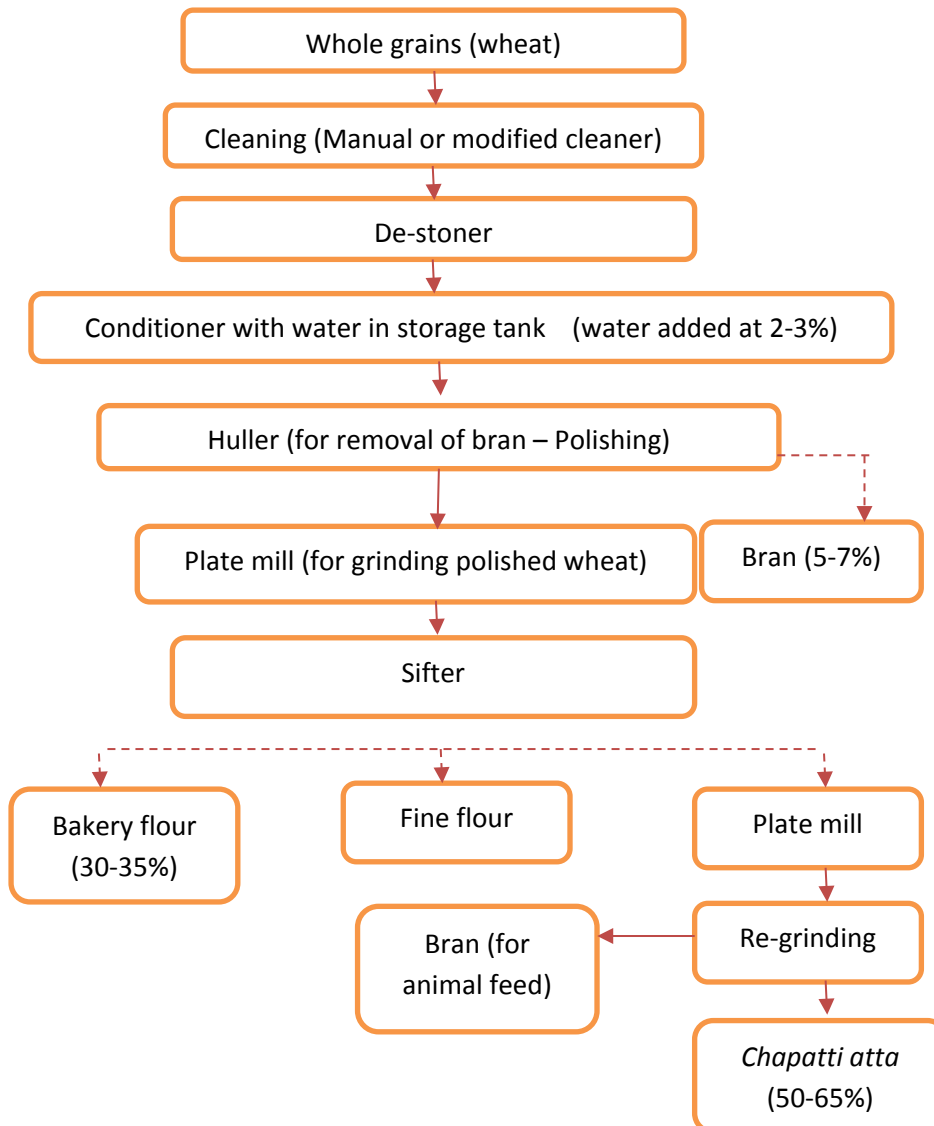 Whole grains (wheat)
Cleaning (Manual or modified cleaner)
De-stoner
Conditioner with water in storage tank (water added at 2-3%)
Huller (for removal of bran – Polishing)
Plate mill (for grinding polished wheat)
Bran (5-7%)
Sifter
Bakery flour
(30-35%)
Fine flour
Plate mill
Bran (for
animal feed)
Re-grinding
Chapatti atta
(50-65%)